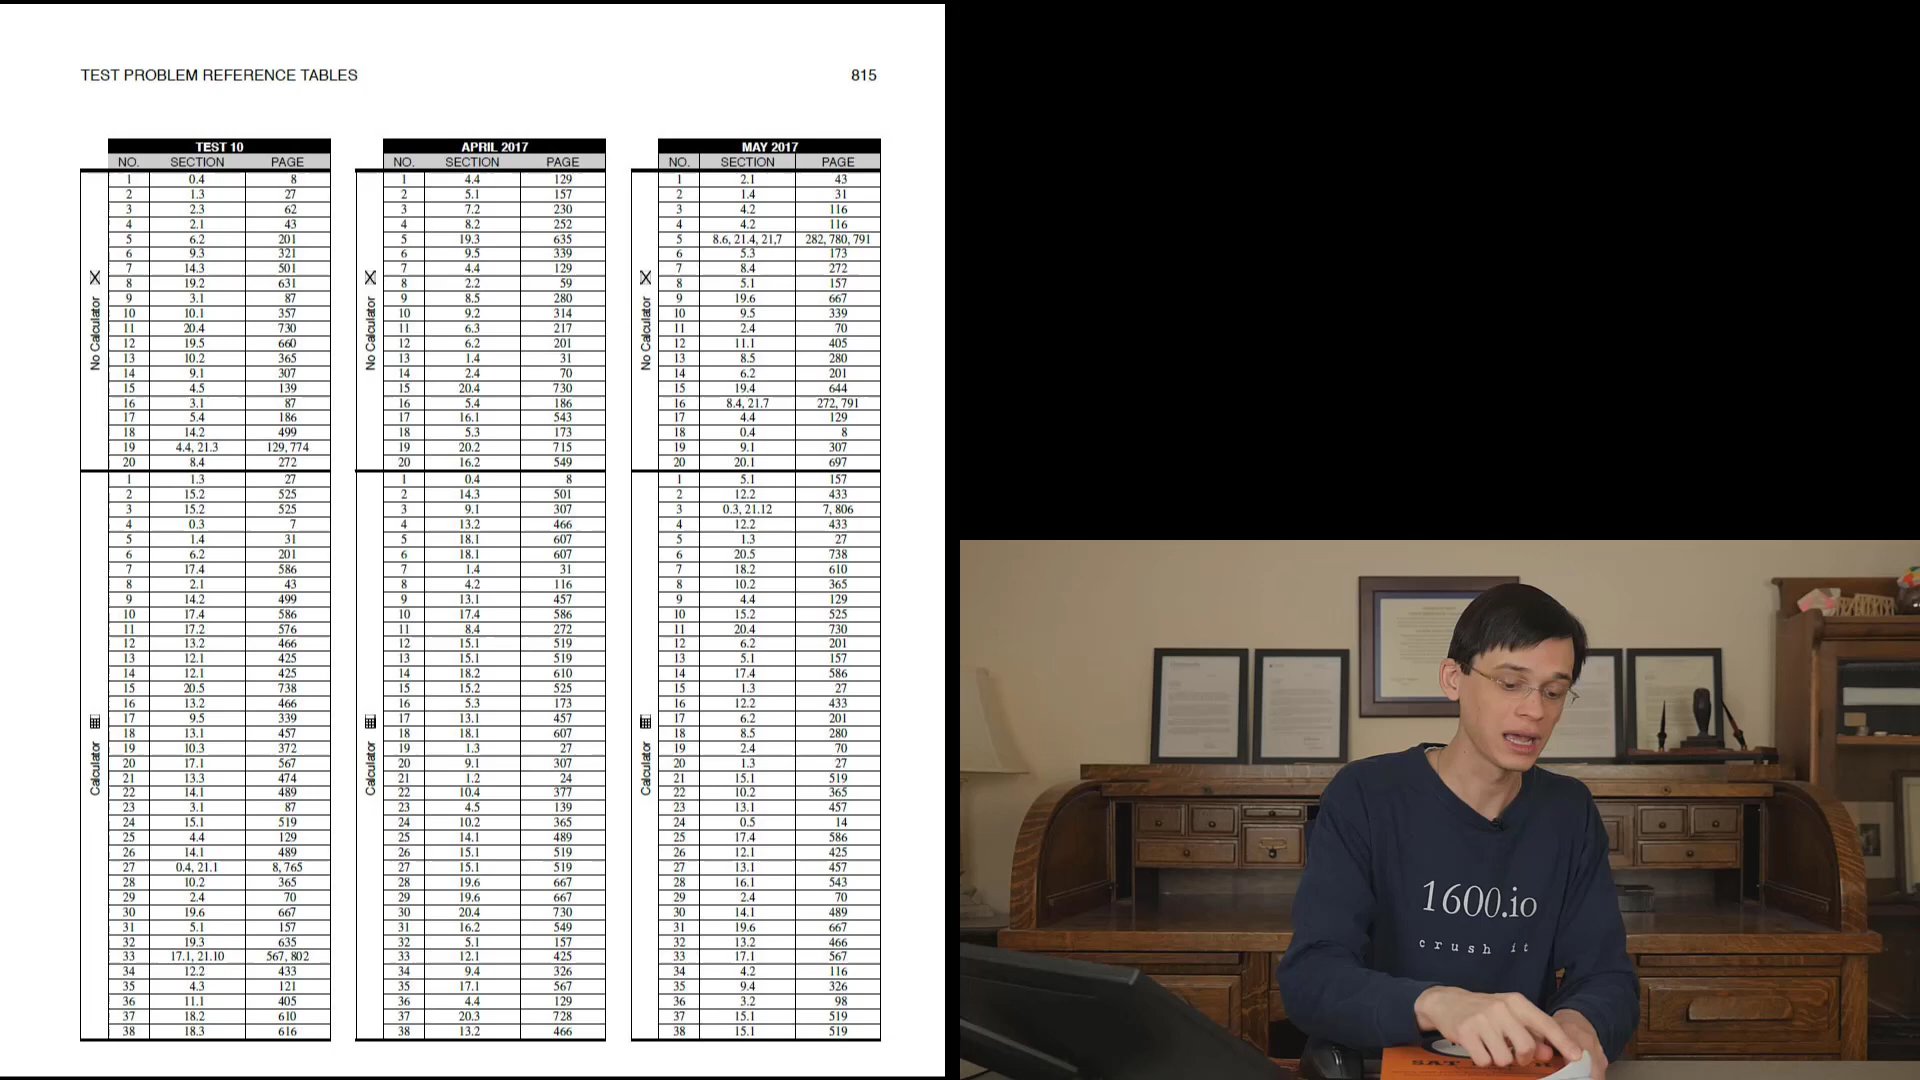 TEST PROBLEM REFERENCE TABLES 815
TEST 10
NO. SECTION PAGE
No Calculator
1 0.4 8
2 1.3 27
3 2.3 62
4 2.1 43
5 6.2 201
6 9.3 321
7 14.3 501
8 19.2 631
9 3.1 87
10 10.1 357
11 20.4 730
12 19.5 660
13 10.2 365
14 9.1 307
15 4.5 139
16 3.1 87
17 5.4 186
18 14.2 499
19 4.4, 21.3 129, 774
20 8.4 272
Calculator
1 1.3 27
2 15.2 525
3 15.2 525
4 0.3 7
5 1.4 31
6 6.2 201
7 17.4 586
8 2.1 43
9 14.2 499
10 17.4 586
11 17.2 576
12 13.2 466
13 12.1 425
14 12.1 425
15 20.5 738
16 13.2 466
17 9.5 339
18 13.1 457
19 10.3 372
20 17.1 567
21 13.3 474
22 14.1 489
23 3.1 87
24 15.1 519
25 4.4 129
26 14.1 489
27 0.4, 21.1 8, 765
28 10.2 365
29 2.4 70
30 19.6 667
31 5.1 157
32 19.3 635
33 17.1, 21.10 567, 802
34 12.2 433
35 4.3 121
36 11.1 405
37 18.2 610
38 18.3 616
APRIL 2017
NO. SECTION PAGE
No Calculator
1 4.4 129
2 5.1 157
3 7.2 230
4 8.2 252
5 19.3 635
6 9.5 339
7 4.4 129
8 2.2 59
9 8.5 280
10 9.2 314
11 6.3 217
12 6.2 201
13 1.4 31
14 2.4 70
15 20.4 730
16 5.4 186
17 16.1 543
18 5.3 173
19 20.2 715
20 16.2 549
Calculator
1 0.4 8
2 14.3 501
3 9.1 307
4 13.2 466
5 18.1 607
6 18.1 607
7 1.4 31
8 4.2 116
9 13.1 457
10 17.4 586
11 8.4 272
12 15.1 519
13 15.1 519
14 18.2 610
15 15.2 525
16 5.3 173
17 13.1 457
18 18.1 607
19 1.3 27
20 9.1 307
21 1.2 24
22 10.4 377
23 4.5 139
24 10.2 365
25 14.1 489
26 15.1 519
27 15.1 519
28 19.6 667
29 19.6 667
30 20.4 730
31 16.2 549
32 5.1 157
33 12.1 425
34 9.4 326
35 17.1 567
36 4.4 129
37 20.3 728
38 13.2 466
MAY 2017
NO. SECTION PAGE
No Calculator
1 2.1 43
2 1.4 31
3 4.2 116
4 4.2 116
5 8.6, 21.4, 21,7 282, 780, 791
6 5.3 173
7 8.4 272
8 5.1 157
9 19.6 667
10 9.5 339
11 2.4 70
12 11.1 405
13 8.5 280
14 6.2 201
15 19.4 644
16 8.4, 21.7 272, 791
17 4.4 129
18 0.4 8
19 9.1 307
20 20.1 697
Calculator
1 5.1 157
2 12.2 433
3 0.3, 21.12 7, 806
4 12.2 433
5 1.3 27
6 20.5 738
7 18.2 610
8 10.2 365
9 4.4 129
10 15.2 525
11 20.4 730
12 6.2 201
13 5.1 157
14 17.4 586
15 1.3 27
16 12.2 433
17 6.2 201
18 8.5 280
19 2.4 70
20 1.3 27
21 15.1 519
22 10.2 365
23 13.1 457
24 0.5 14
25 17.4 586
26 12.1 425
27 13.1 457
28 16.1 543
29 2.4 70
30 14.1 489
31 19.6 667
32 13.2 466
33 17.1 567
34 4.2 116
35 9.4 326
36 3.2 98
37 15.1 519
38 15.1 519
1600.io
crush it
SAT